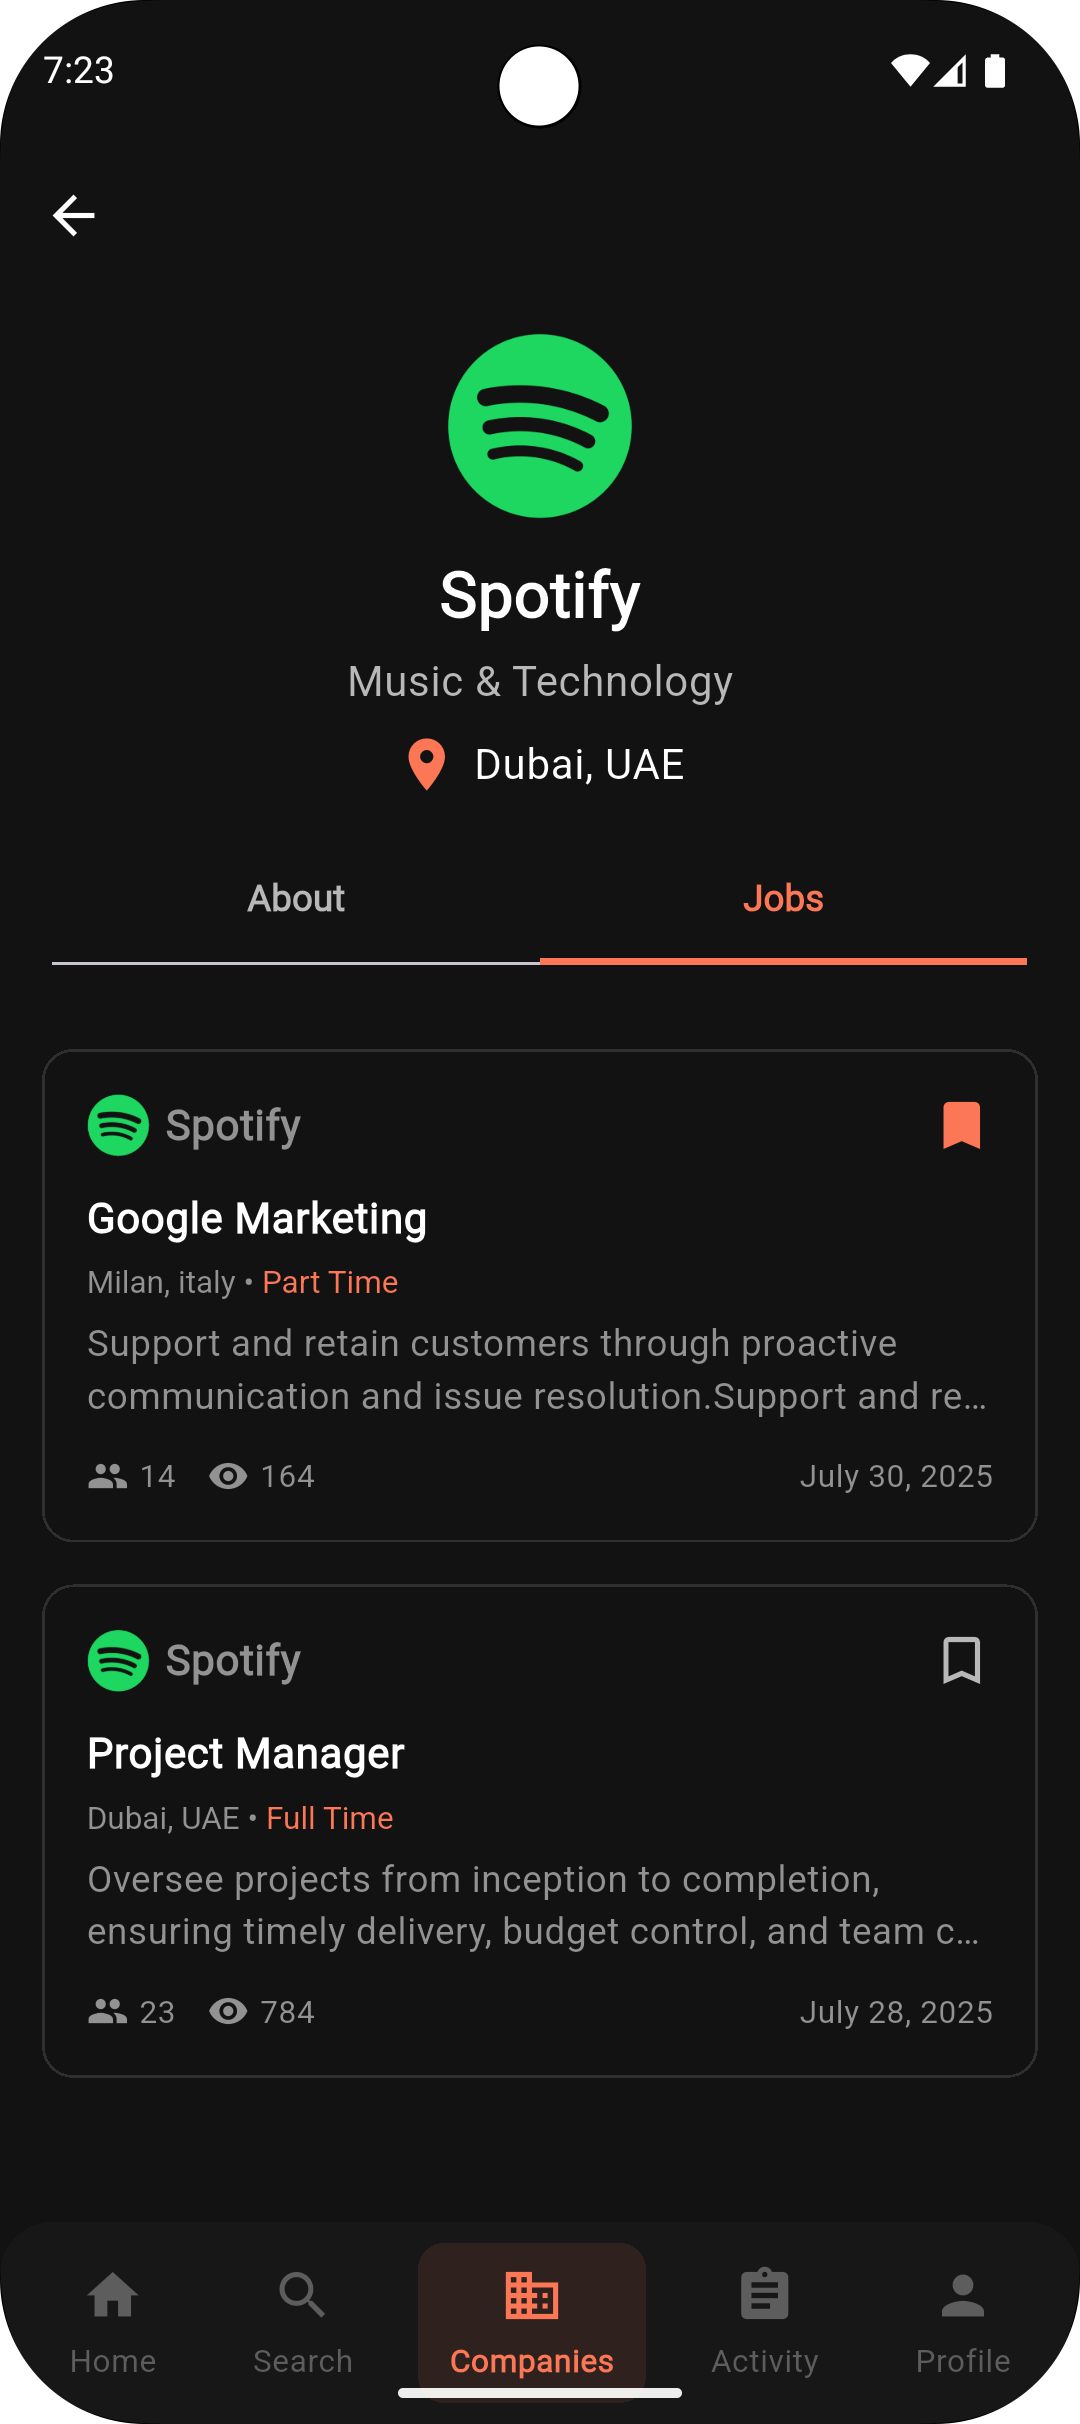 7:23
Spotify
Music & Technology
Dubai, UAE
About
Jobs
Spotify
Google Marketing
Milan, italy • Part Time
Support and retain customers through proactive
communication and issue resolution.Support and re...
14
164
July 30, 2025
Spotify
Project Manager
Dubai, UAE • Full Time
Oversee projects from inception to completion,
ensuring timely delivery, budget control, and team c...
23
784
July 28, 2025
Home
Search
Companies
Activity
Profile